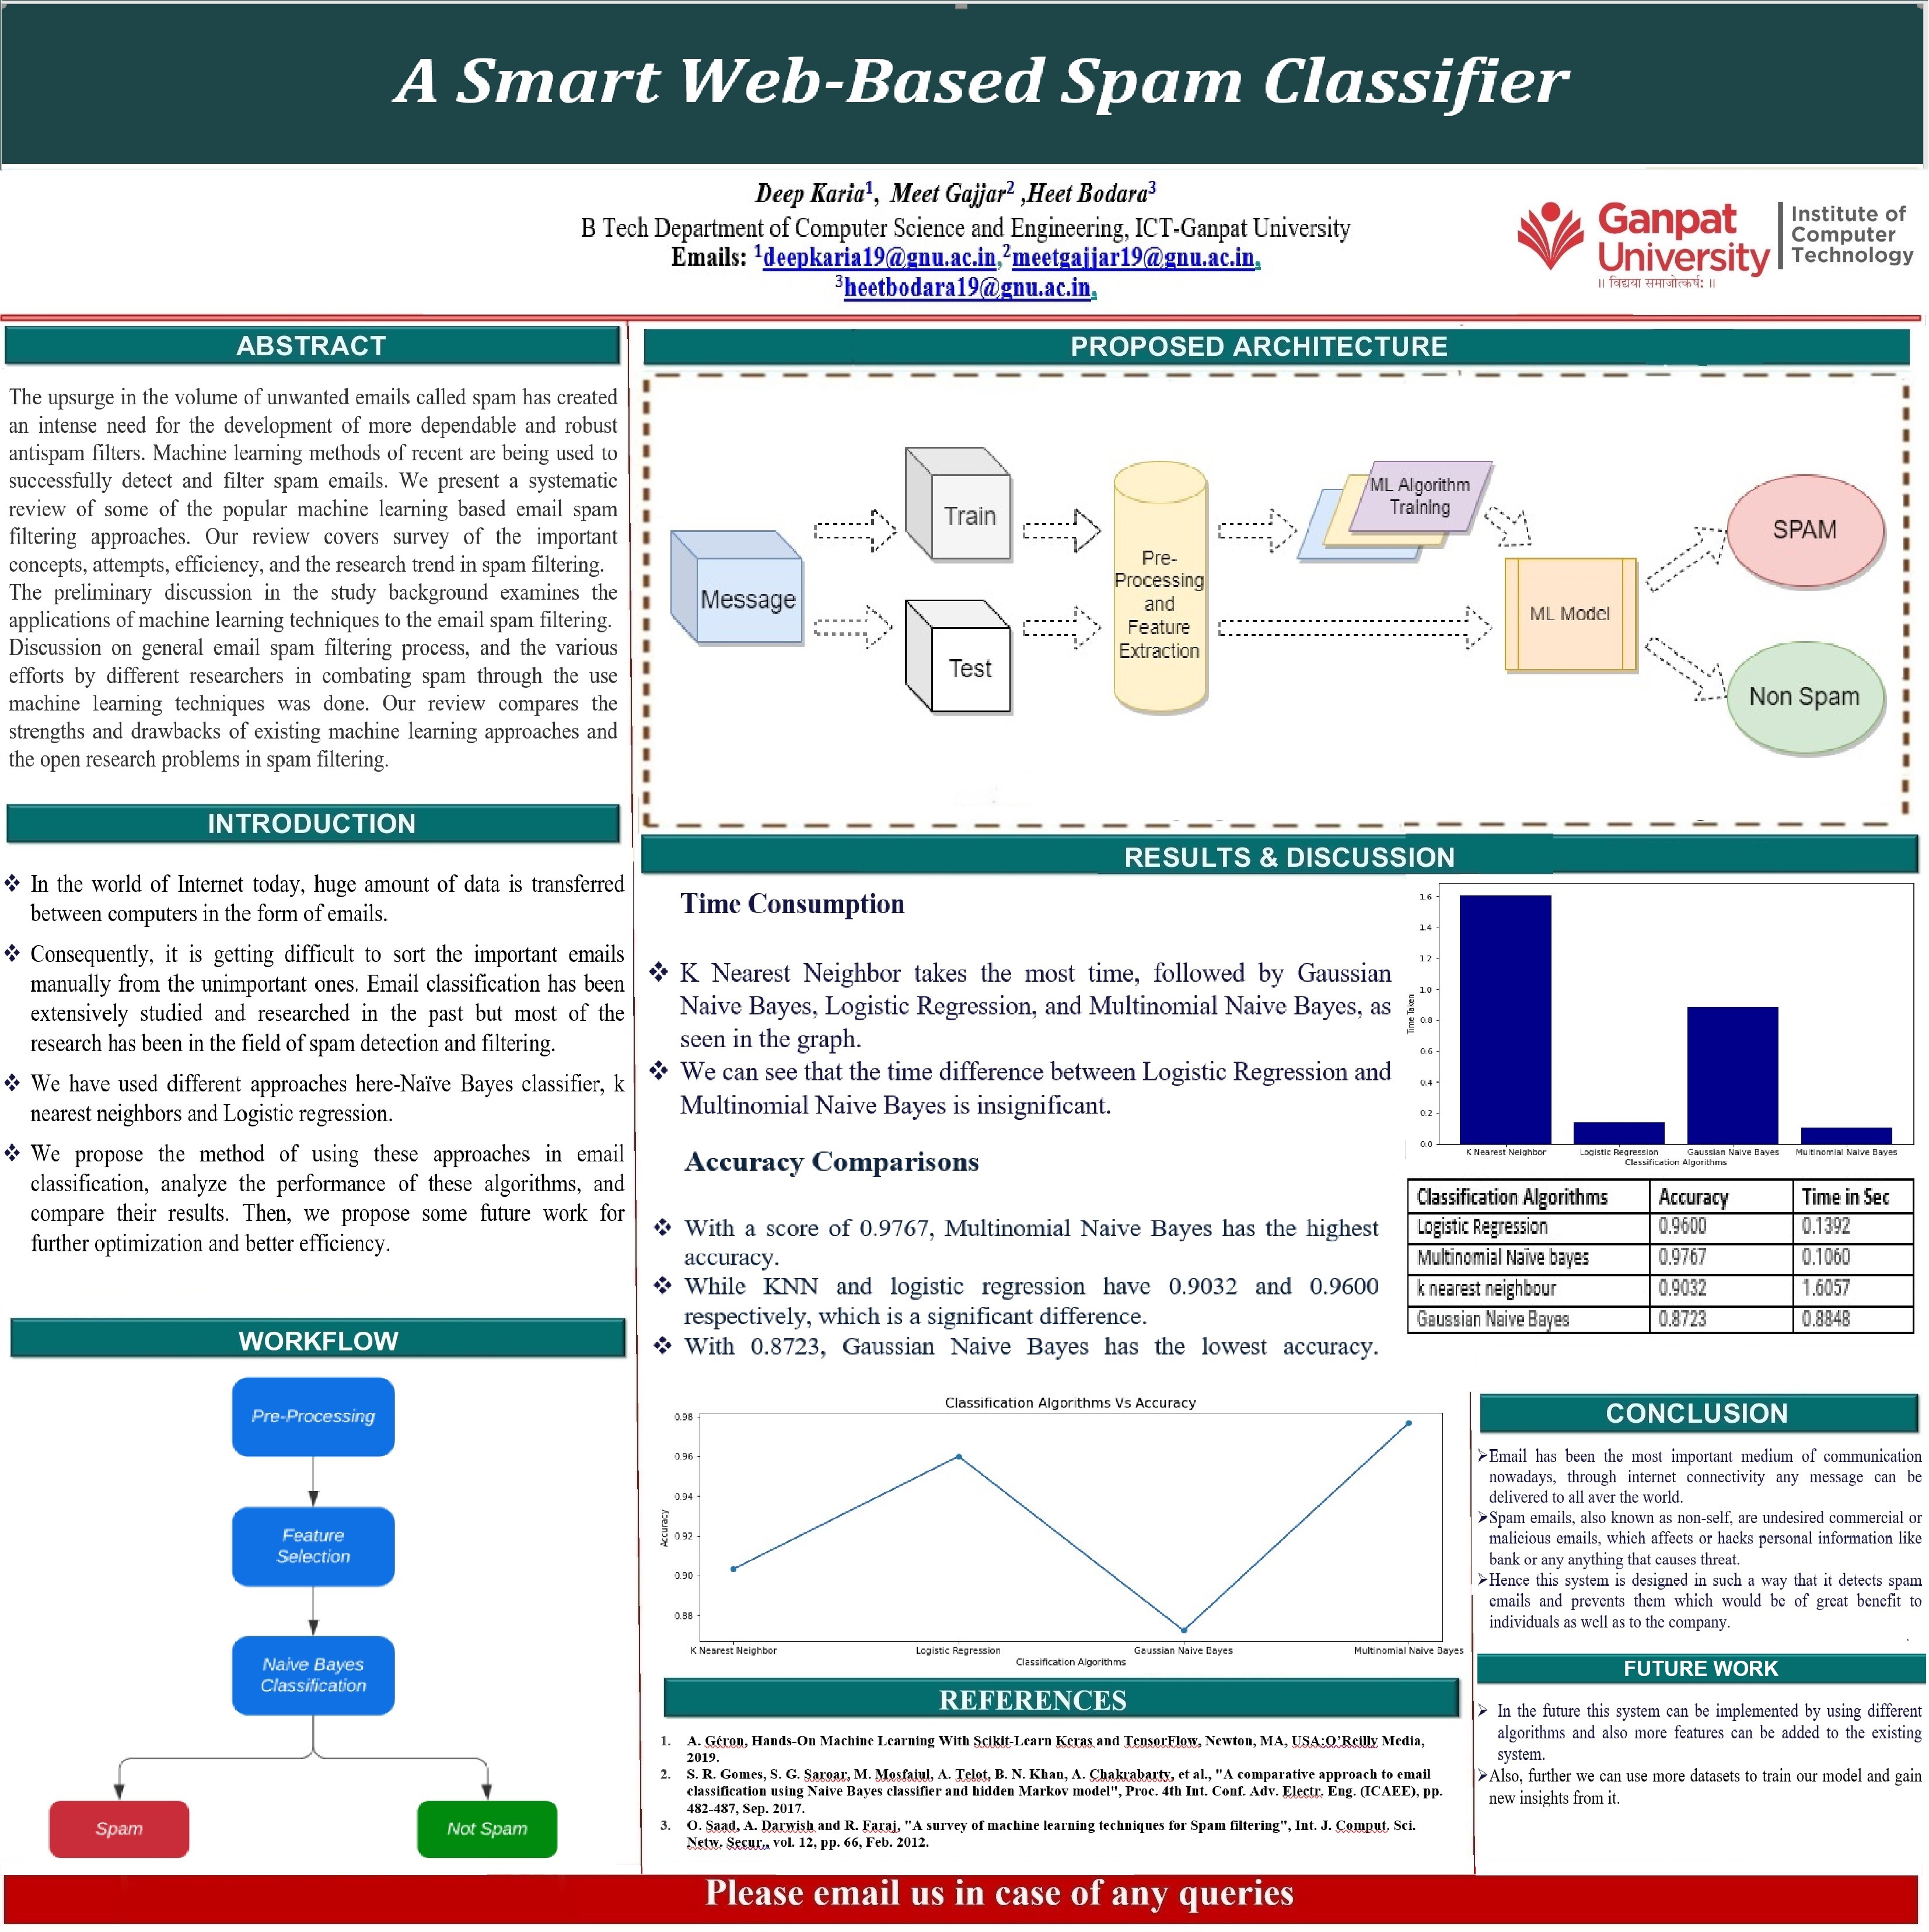 A Smart Web-Based Spam Classifier
Deep Karia1, Meet Gajjar2 ,Heet Bodara3
B Tech Department of Computer Science and Engineering, ICT-Ganpat University
Emails: 1deepkaria19@gnu.ac.in,2meetgajjar19@gnu.ac.in,
3heetbodara19@gnu.ac.in,
Ganpat
University
॥ विद्यया समाजोत्कर्षः ॥
Institute of
Computer
Technology
ABSTRACT
The upsurge in the volume of unwanted emails called spam has created
an intense need for the development of more dependable and robust
antispam filters. Machine learning methods of recent are being used to
successfully detect and filter spam emails. We present a systematic
review of some of the popular machine learning based email spam
filtering approaches. Our review covers survey of the important
concepts, attempts, efficiency, and the research trend in spam filtering.
The preliminary discussion in the study background examines the
applications of machine learning techniques to the email spam filtering.
Discussion on general email spam filtering process, and the various
efforts by different researchers in combating spam through the use
machine learning techniques was done. Our review compares the
strengths and drawbacks of existing machine learning approaches and
the open research problems in spam filtering.
INTRODUCTION
❖ In the world of Internet today, huge amount of data is transferred
between computers in the form of emails.
❖ Consequently, it is getting difficult to sort the important emails
manually from the unimportant ones. Email classification has been
extensively studied and researched in the past but most of the
research has been in the field of spam detection and filtering.
❖ We have used different approaches here-Naïve Bayes classifier, k
nearest neighbors and Logistic regression.
❖ We propose the method of using these approaches in email
classification, analyze the performance of these algorithms, and
compare their results. Then, we propose some future work for
further optimization and better efficiency.
WORKFLOW
Pre-Processing
Feature
Selection
Naive Bayes
Classification
Spam
Not Spam
PROPOSED ARCHITECTURE
Message
Train
Test
Pre-
Processing
and
Feature
Extraction
ML Algorithm
Training
ML Model
SPAM
Non Spam
RESULTS & DISCUSSION
Time Consumption
❖ K Nearest Neighbor takes the most time, followed by Gaussian
Naive Bayes, Logistic Regression, and Multinomial Naive Bayes, as
seen in the graph.
❖ We can see that the time difference between Logistic Regression and
Multinomial Naive Bayes is insignificant.
Accuracy Comparisons
❖ With a score of 0.9767, Multinomial Naive Bayes has the highest
accuracy.
❖ While KNN and logistic regression have 0.9032 and 0.9600
respectively, which is a significant difference.
❖ With 0.8723, Gaussian Naive Bayes has the lowest accuracy.
1.6
1.4
1.2
1.0
0.8
0.6
0.4
0.2
0.0
Time Taken
K Nearest Neighbor Logistic Regression Gaussian Naive Bayes Multinomial Naive Bayes
Classification Algorithms
Classification Algorithms Accuracy Time in Sec
Logistic Regression 0.9600 0.1392
Multinomial Naïve bayes 0.9767 0.1060
k nearest neighbour 0.9032 1.6057
Gaussian Naive Bayes 0.8723 0.8848
Classification Algorithms Vs Accuracy
0.98
0.96
0.94
0.92
0.90
0.88
Accuracy
K Nearest Neighbor Logistic Regression Gaussian Naive Bayes Multinomial Naive Bayes
Classification Algorithms
REFERENCES
1. A. Géron, Hands-On Machine Learning With Scikit-Learn Keras and TensorFlow, Newton, MA, USA:O'Reilly Media,
2019.
2. S. R. Gomes, S. G. Saroar, M. Mosfaiul, A. Telot, B. N. Khan, A. Chakrabarty, et al., "A comparative approach to email
classification using Naive Bayes classifier and hidden Markov model", Proc. 4th Int. Conf. Adv. Electr. Eng. (ICAEE), pp.
482-487, Sep. 2017.
3. O. Saad, A. Darwish and R. Faraj, "A survey of machine learning techniques for Spam filtering", Int. J. Comput. Sci.
Netw. Secur., vol. 12, pp. 66, Feb. 2012.
CONCLUSION
➢Email has been the most important medium of communication
nowadays, through internet connectivity any message can be
delivered to all aver the world.
➢Spam emails, also known as non-self, are undesired commercial or
malicious emails, which affects or hacks personal information like
bank or any anything that causes threat.
➢Hence this system is designed in such a way that it detects spam
emails and prevents them which would be of great benefit to
individuals as well as to the company.
FUTURE WORK
➢ In the future this system can be implemented by using different
algorithms and also more features can be added to the existing
system.
➢Also, further we can use more datasets to train our model and gain
new insights from it.
Please email us in case of any queries